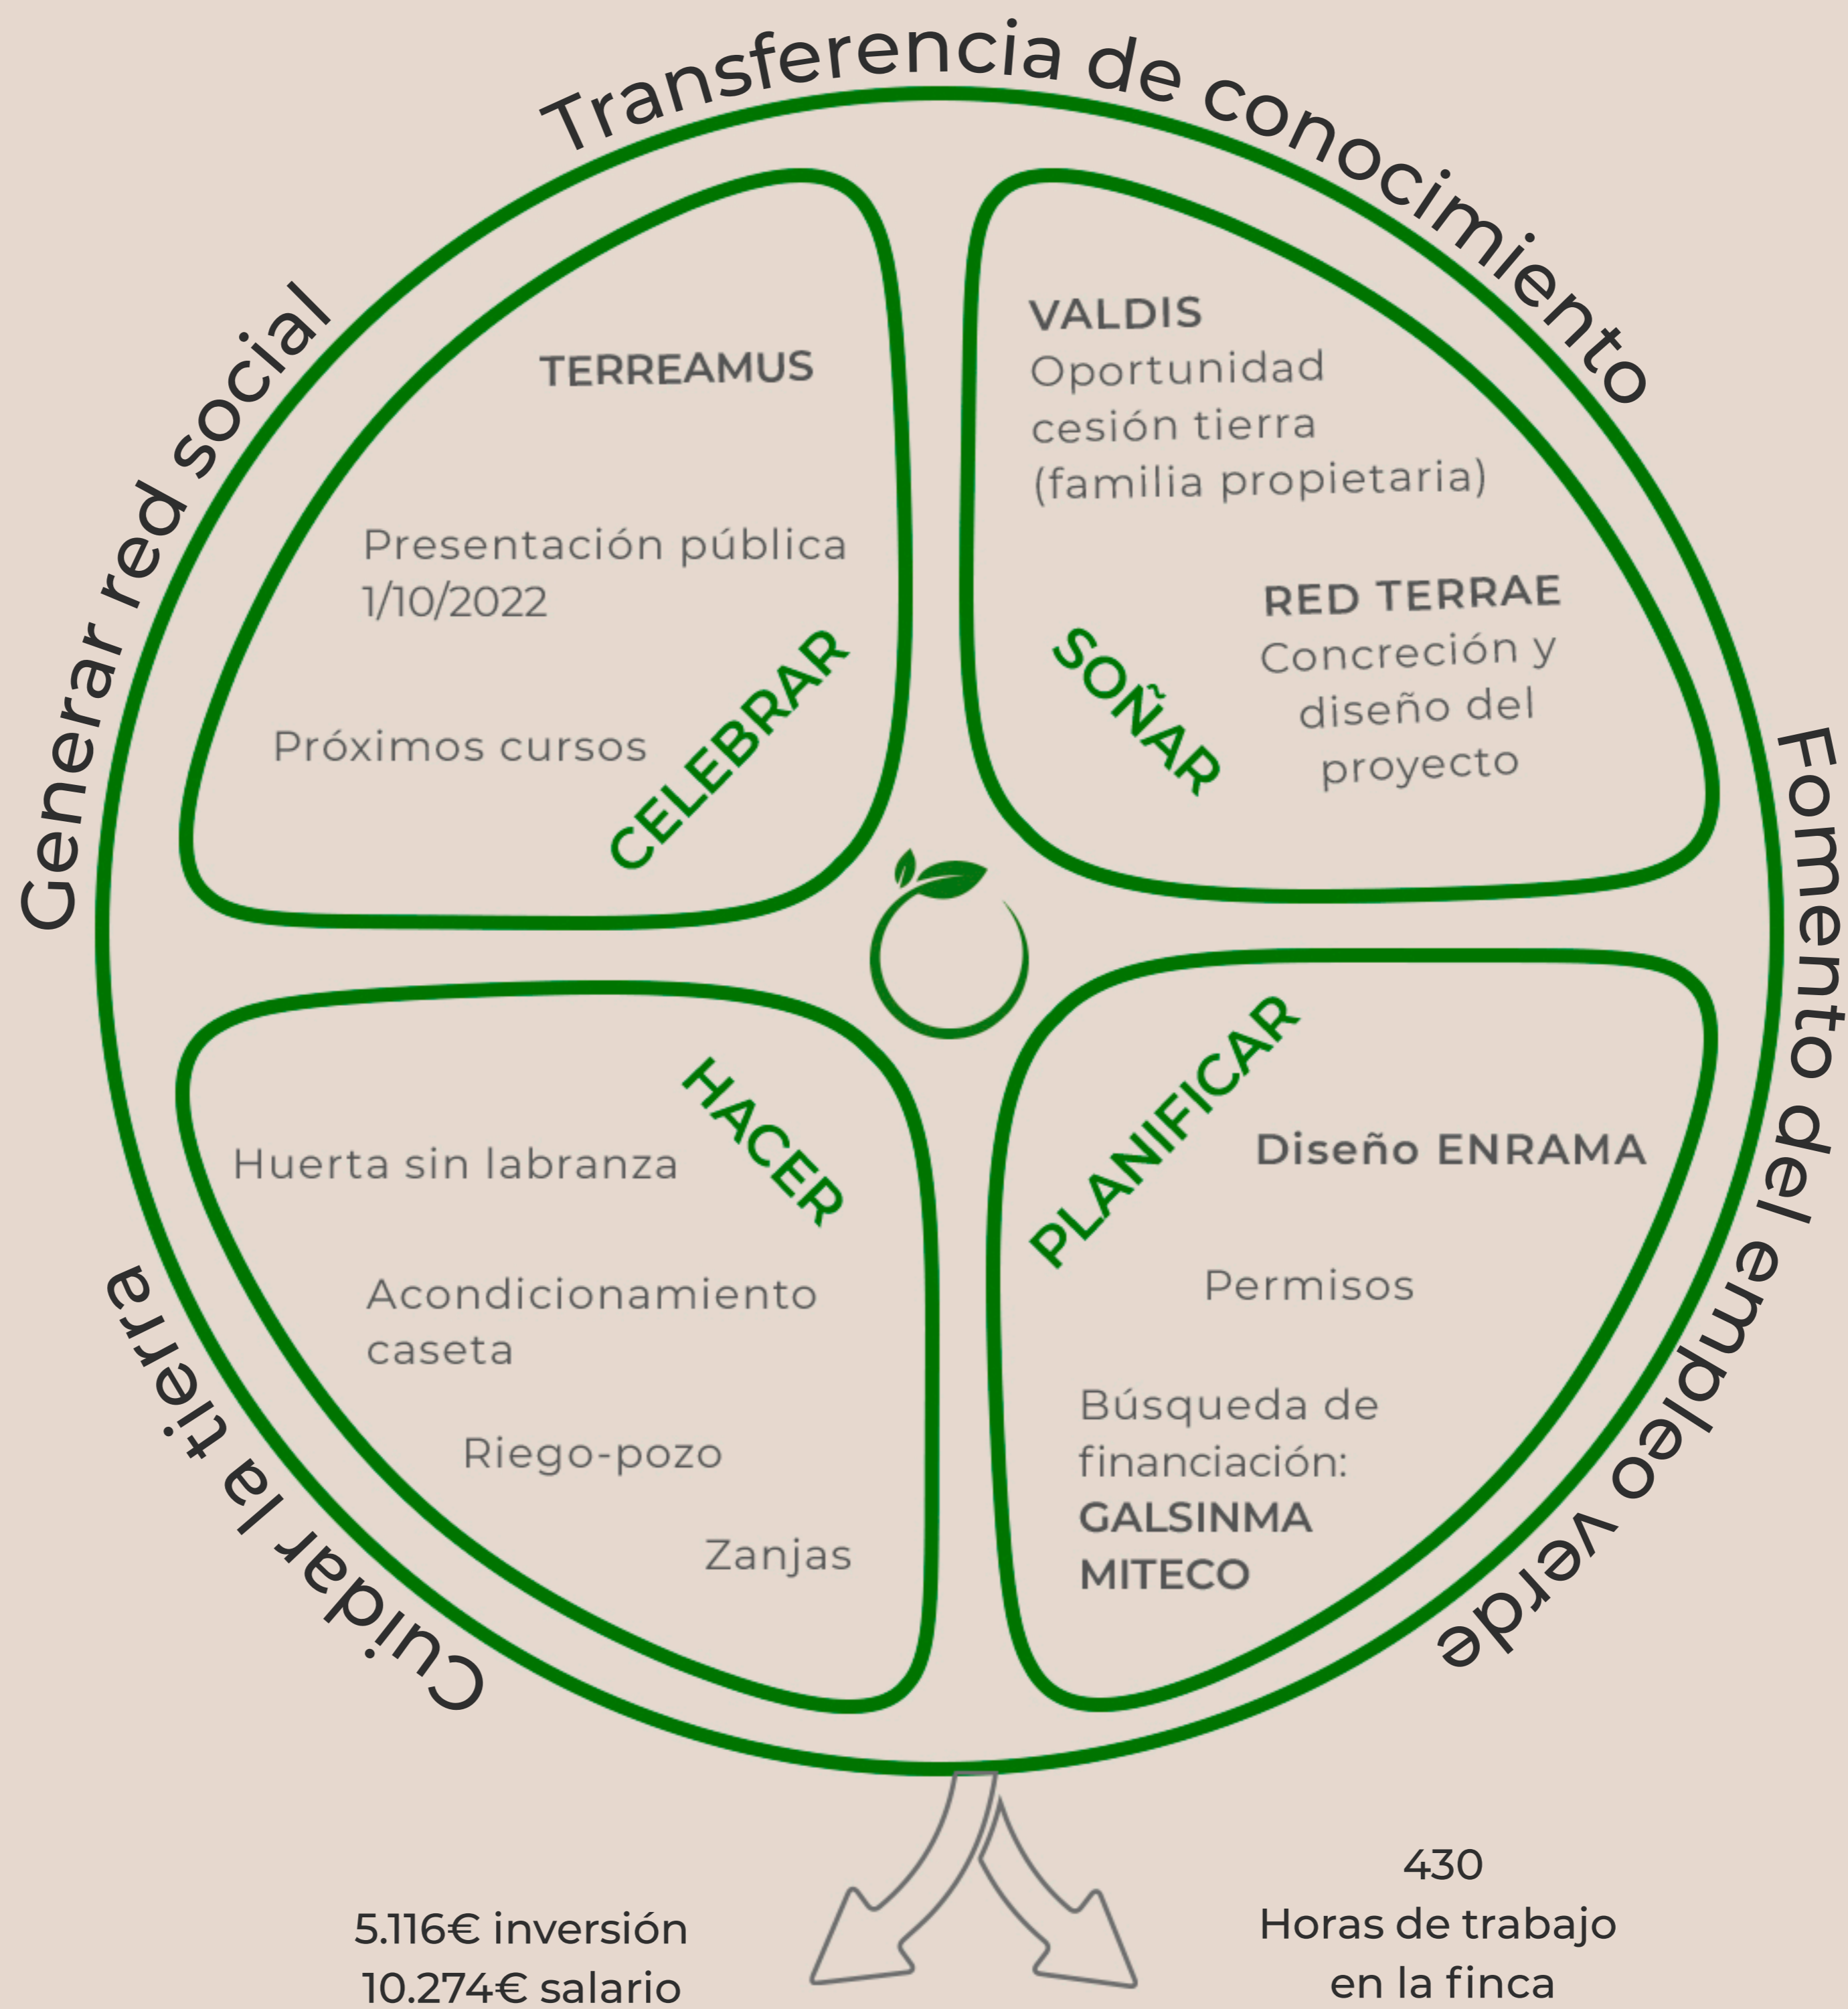 Transferencia de conocimiento
Generar red social
Fomento del empleo verde
Cuidar la tierra
TERREAMUS
Presentación pública
1/10/2022
Próximos cursos
CELEBRAR
VALDIS
Oportunidad
cesión tierra
(familia propietaria)
RED TERRAE
Concreción y
diseño del
proyecto
SOÑAR
HACER
Huerta sin labranza
Acondicionamiento
caseta
Riego-pozo
Zanjas
PLANIFICAR
Diseño ENRAMA
Permisos
Búsqueda de
financiación:
GALSINMA
MITECO
5.116€ inversión
10.274€ salario
430
Horas de trabajo
en la finca